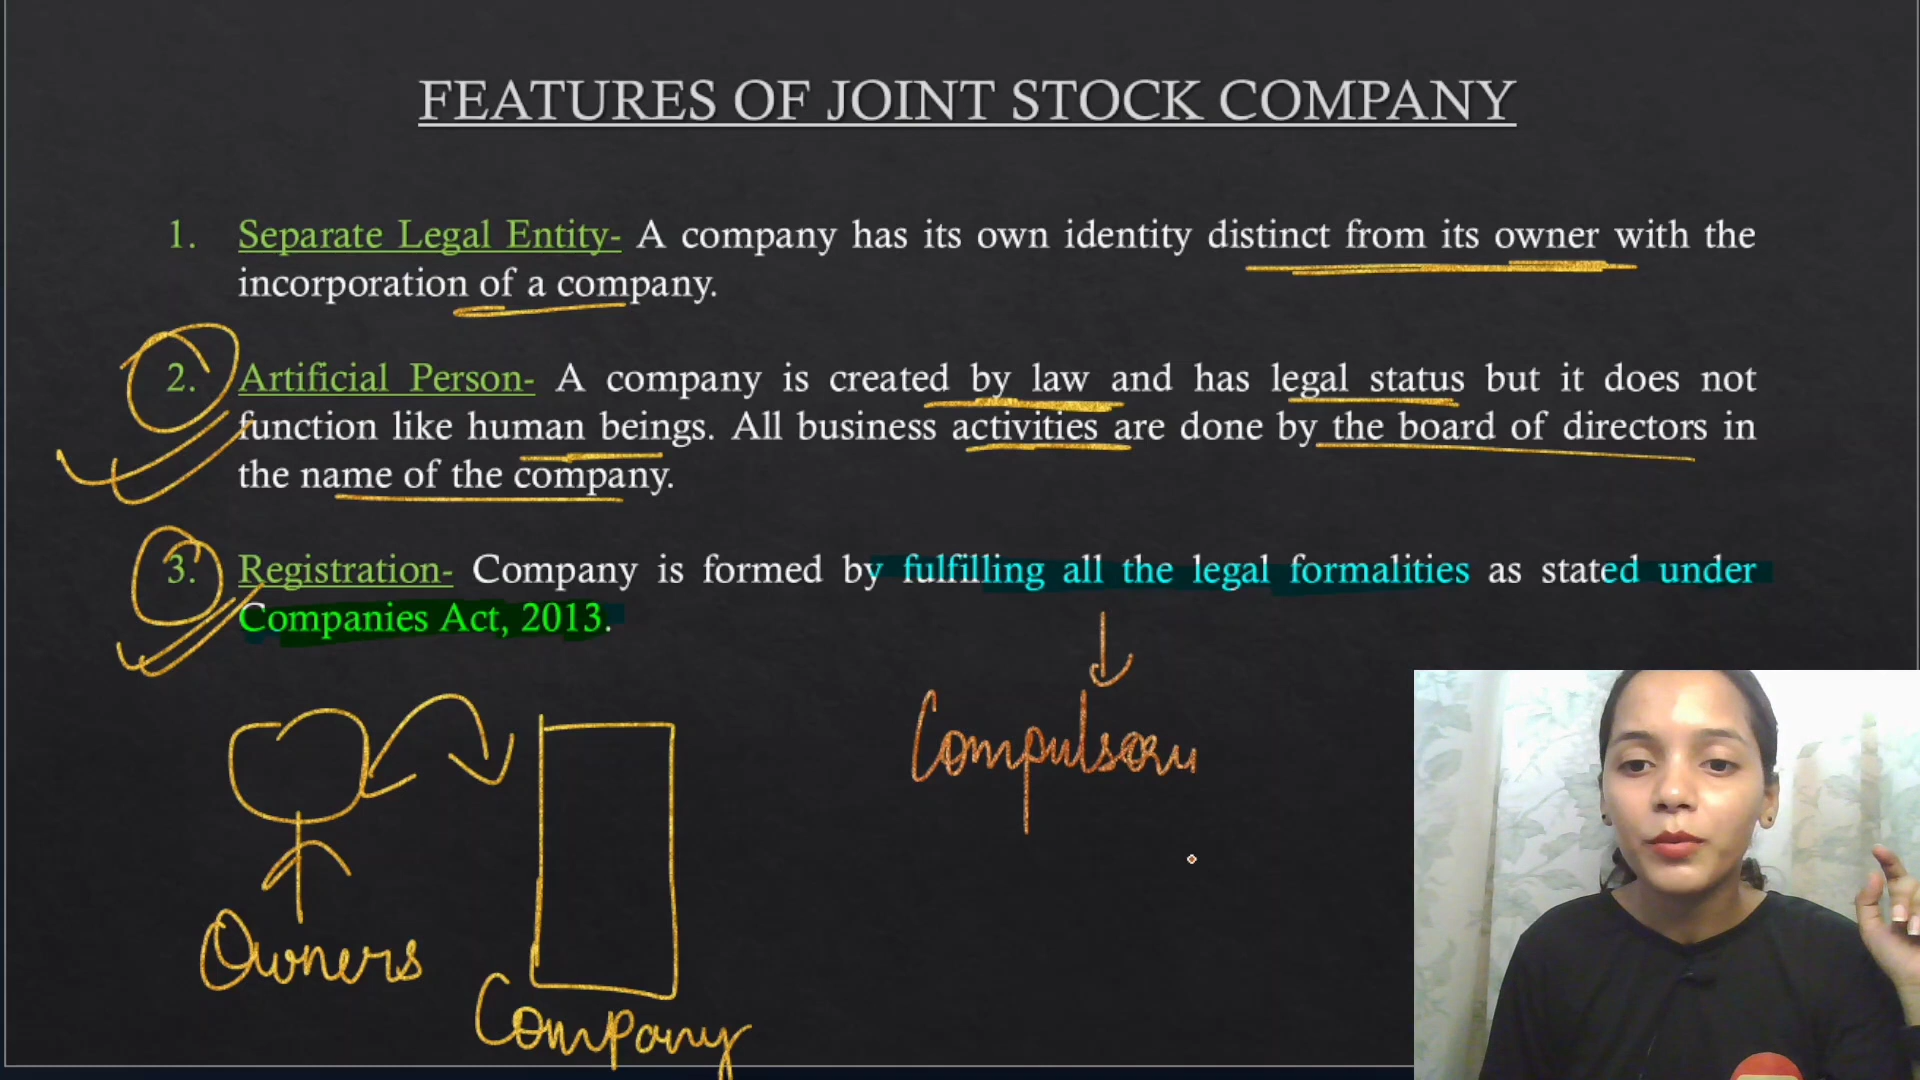 FEATURES OF JOINT STOCK COMPANY
1. Separate Legal Entity- A company has its own identity distinct from its owner with the
incorporation of a company.
2. Artificial Person- A company is created by law and has legal status but it does not
function like human beings. All business activities are done by the board of directors in
the name of the company.
3. Registration- Company is formed by fulfilling all the legal formalities as stated under
Companies Act, 2013.
Compulsory
Owners
Company